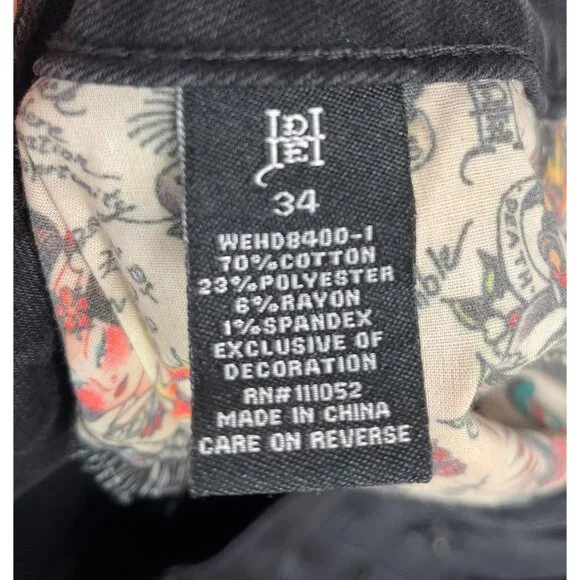 34
WEHD8400-1
70%COTTON
23%POLYESTER
6%RAYON
1%SPANDEX
EXCLUSIVE OF
DECORATION
RN#111052
MADE IN CHINA
CARE ON REVERSE
DEATH